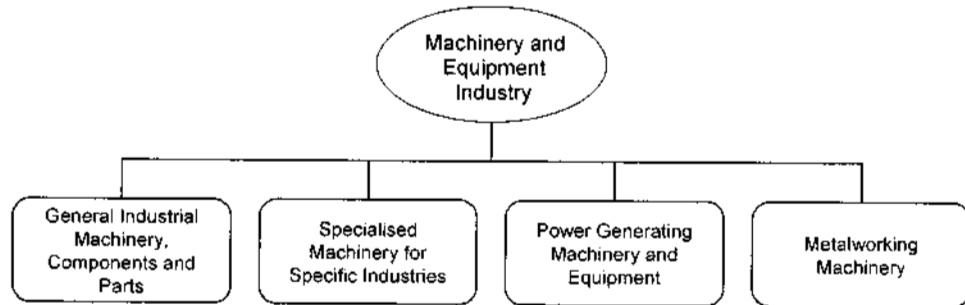 Machinery and
Equipment
Industry
General Industrial
Machinery,
Components and
Parts
Specialised
Machinery for
Specific Industries
Power Generating
Machinery and
Equipment
Metalworking
Machinery